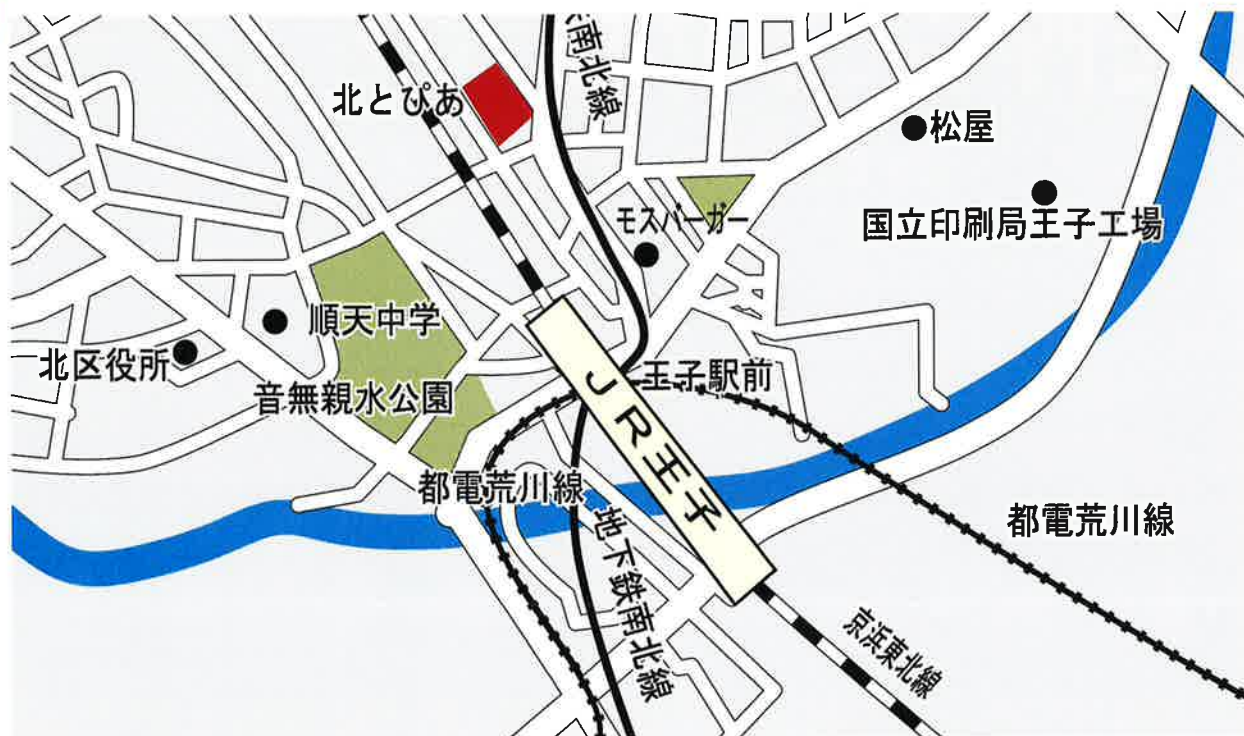 南北線
北とぴあ
松屋
モスバーガー
国立印刷局王子工場
順天中学
北区役所
王子駅前
JR王子
音無親水公園
都電荒川線
都電荒川線
地下鉄南北線
京浜東北線